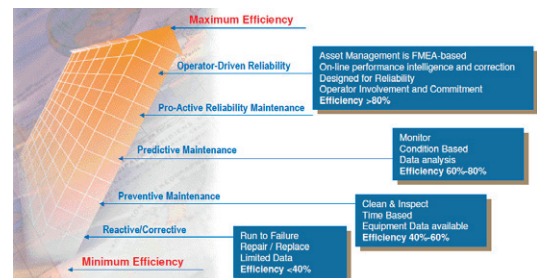 Maximum Efficiency
Operator-Driven Reliability
Asset Management is FMEA-based
On-line performance intelligence and correction
Designed for Reliability
Operator Involvement and Commitment
Efficiency >80%
Pro-Active Reliability Maintenance
Predictive Maintenance
Monitor
Condition Based
Data analysis
Efficiency 60%-80%
Preventive Maintenance
Clean & Inspect
Time Based
Equipment Data available
Efficiency 40%-60%
Reactive/Corrective
Run to Failure
Repair / Replace
Limited Data
Efficiency <40%
Minimum Efficiency